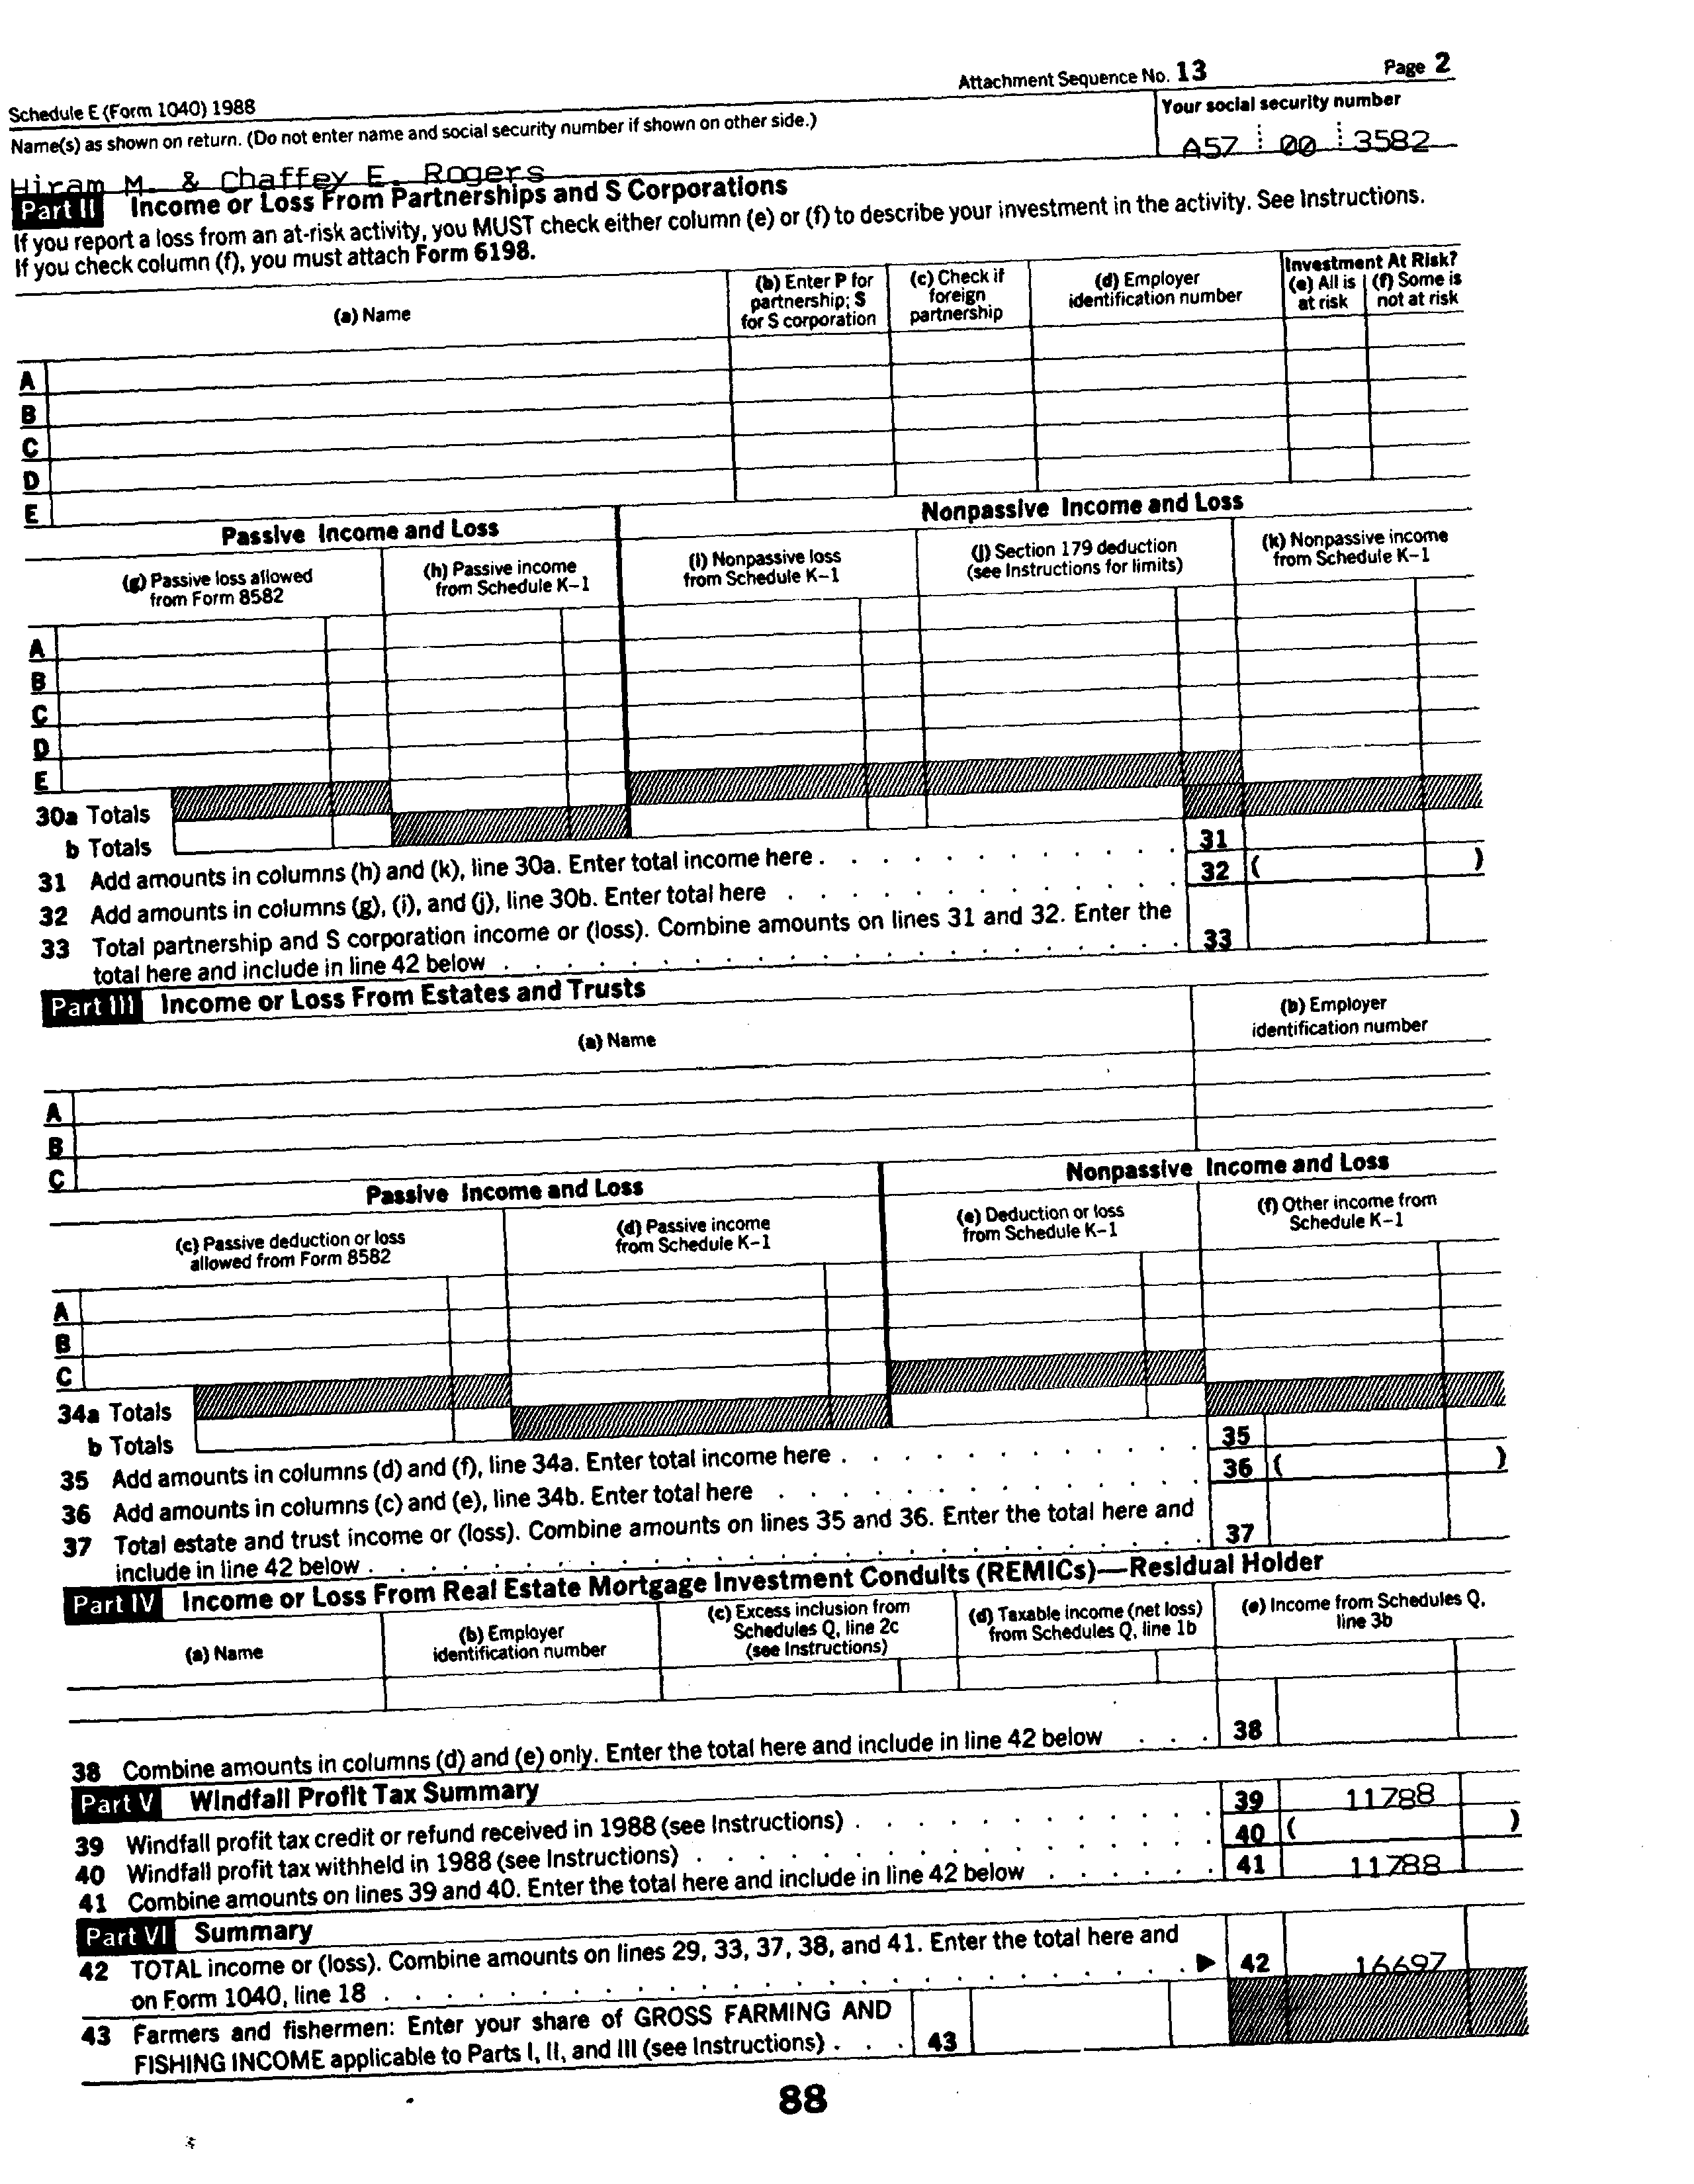 Schedule E (Form 1040) 1988
Attachment Sequence No. 13
Page 2
Name(s) as shown on return. (Do not enter name and social security number if shown on other side.)
Your social security number
Hiram M. & Chaffey E. Rogers
A57 00 3582
Part II Income or Loss From Partnerships and S Corporations
If you report a loss from an at-risk activity, you MUST check either column (e) or (f) to describe your investment in the activity. See Instructions.
If you check column (f), you must attach Form 6198.
(a) Name
(b) Enter P for
partnership; S
for S corporation
(c) Check if
foreign
partnership
(d) Employer
identification number
Investment At Risk?
(e) All is
at risk
(f) Some is
not at risk
A
B
C
D
E
Passive Income and Loss
Nonpassive Income and Loss
(g) Passive loss allowed
from Form 8582
(h) Passive income
from Schedule K–1
(i) Nonpassive loss
from Schedule K–1
(j) Section 179 deduction
(see Instructions for limits)
(k) Nonpassive income
from Schedule K–1
A
B
C
D
E
30a Totals
b Totals
31 Add amounts in columns (h) and (k), line 30a. Enter total income here . . . . . . . . . . . . 31
32 Add amounts in columns (g), (i), and (j), line 30b. Enter total here . . . . . . . . . . . . . 32 ( )
33 Total partnership and S corporation income or (loss). Combine amounts on lines 31 and 32. Enter the
total here and include in line 42 below . . . . . . . . . . . . . . . . . . . . . . 33
Part III Income or Loss From Estates and Trusts
(a) Name
(b) Employer
identification number
A
B
C
Passive Income and Loss
Nonpassive Income and Loss
(c) Passive deduction or loss
allowed from Form 8582
(d) Passive income
from Schedule K–1
(e) Deduction or loss
from Schedule K–1
(f) Other income from
Schedule K–1
A
B
C
34a Totals
b Totals
35 Add amounts in columns (d) and (f), line 34a. Enter total income here . . . . . . . . . . . . 35
36 Add amounts in columns (c) and (e), line 34b. Enter total here . . . . . . . . . . . . . . 36 ( )
37 Total estate and trust income or (loss). Combine amounts on lines 35 and 36. Enter the total here and
include in line 42 below . . . . . . . . . . . . . . . . . . . . . . . . . . . 37
Part IV Income or Loss From Real Estate Mortgage Investment Conduits (REMICs)—Residual Holder
(a) Name
(b) Employer
identification number
(c) Excess inclusion from
Schedules Q, line 2c
(see Instructions)
(d) Taxable income (net loss)
from Schedules Q, line 1b
(e) Income from Schedules Q,
line 3b
38 Combine amounts in columns (d) and (e) only. Enter the total here and include in line 42 below . . . 38
Part V Windfall Profit Tax Summary
39 Windfall profit tax credit or refund received in 1988 (see Instructions) . . . . . . . . . . . . 39 11788
40 Windfall profit tax withheld in 1988 (see Instructions) . . . . . . . . . . . . . . . . . 40 ( )
41 Combine amounts on lines 39 and 40. Enter the total here and include in line 42 below . . . . . . 41 11788
Part VI Summary
42 TOTAL income or (loss). Combine amounts on lines 29, 33, 37, 38, and 41. Enter the total here and
on Form 1040, line 18 . . . . . . . . . . . . . . . . . . . . . . . . . . ▶ 42 16697
43 Farmers and fishermen: Enter your share of GROSS FARMING AND
FISHING INCOME applicable to Parts I, II, and III (see Instructions) . . . 43
88